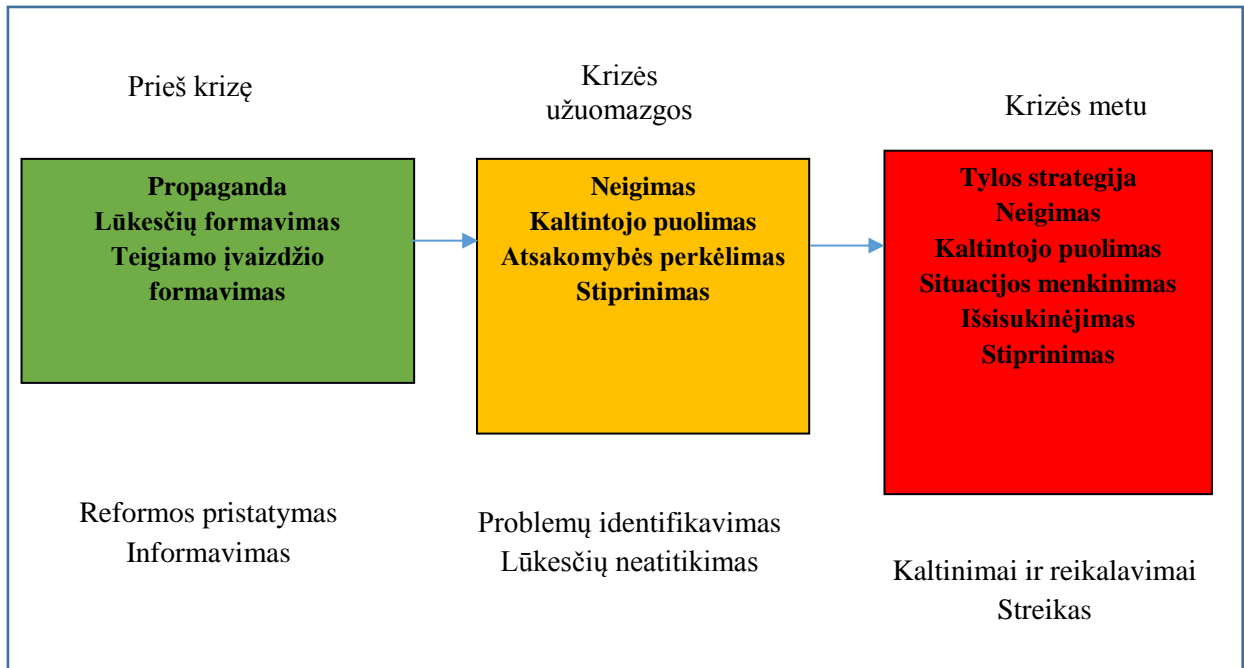 Prieš krizę
Krizės
užuomazgos
Krizės metu
Propaganda
Lūkesčių formavimas
Teigiamo įvaizdžio
formavimas
Neigimas
Kaltintojo puolimas
Atsakomybės perkėlimas
Stiprinimas
Tylos strategija
Neigimas
Kaltintojo puolimas
Situacijos menkinimas
Išsisukinėjimas
Stiprinimas
Reformos pristatymas
Informavimas
Problemų identifikavimas
Lūkesčių neatitikimas
Kaltinimai ir reikalavimai
Streikas